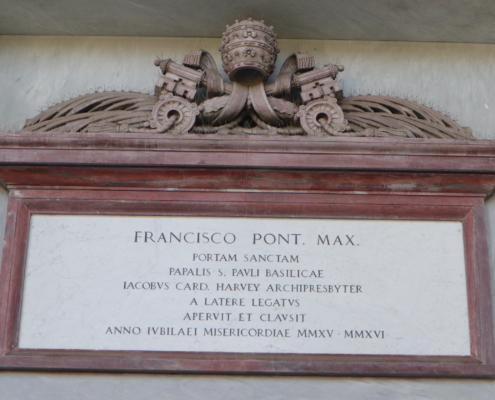 FRANCISCO PONT. MAX.
PORTAM SANCTAM
PAPALIS S. PAVLI BASILICAE
IACOBVS CARD. HARVEY ARCHIPRESBYTER
A LATERE LEGATVS
APERVIT ET CLAVSIT
ANNO IVBILAEI MISERICORDIAE MMXV - MMXVI